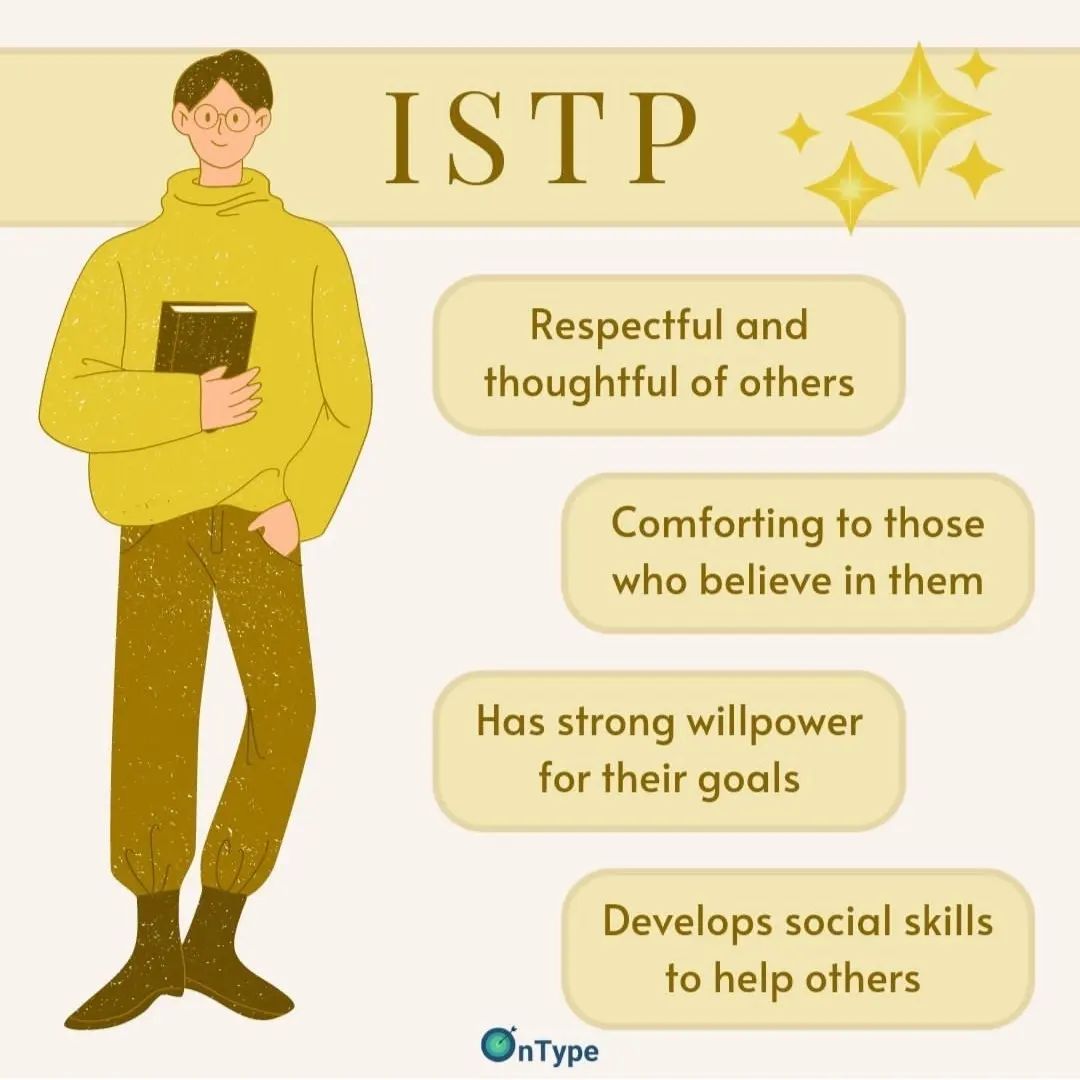 ISTP
Respectful and
thoughtful of others
Comforting to those
who believe in them
Has strong willpower
for their goals
Develops social skills
to help others
OnType